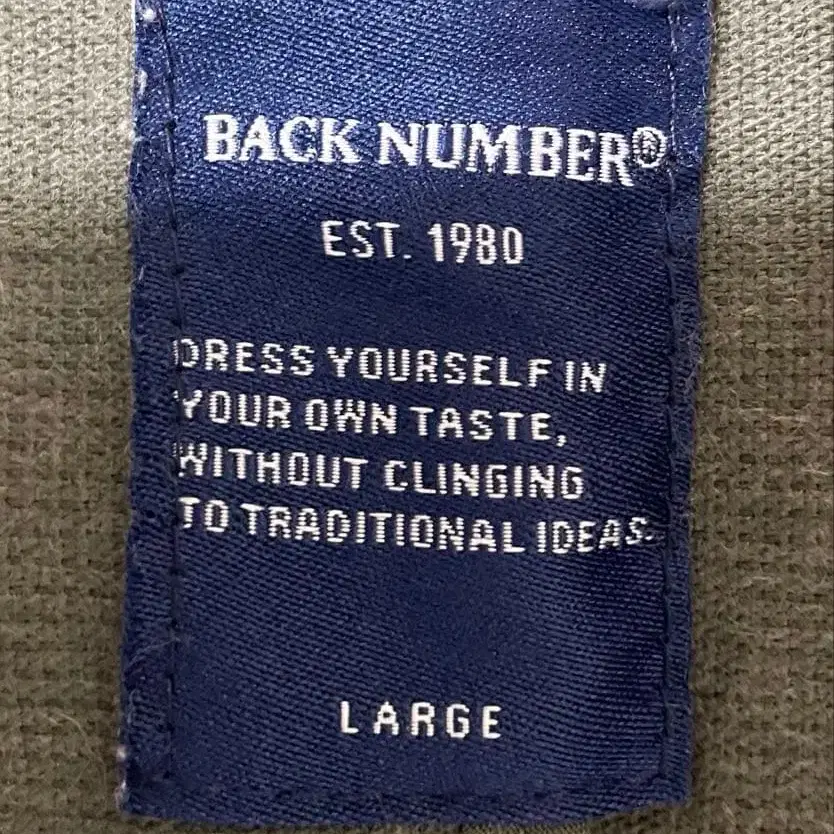 BACK NUMBER®
EST. 1980
DRESS YOURSELF IN
YOUR OWN TASTE,
WITHOUT CLINGING
TO TRADITIONAL IDEAS.
LARGE